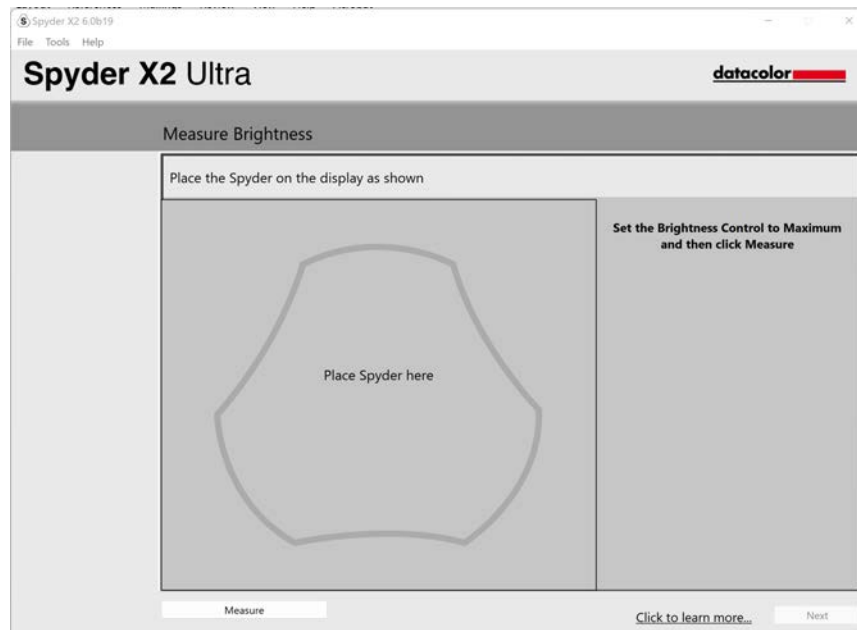 Spyder X2 6.0b19
File Tools Help
Spyder X2 Ultra
datacolor
Measure Brightness
Place the Spyder on the display as shown
Set the Brightness Control to Maximum
and then click Measure
Place Spyder here
Measure
Click to learn more...
Next